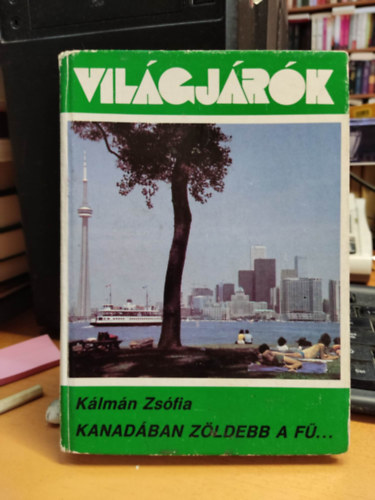 VILÁGJÁRÓK
Kálmán Zsófia
KANADÁBAN ZÖLDEBB A FŰ...